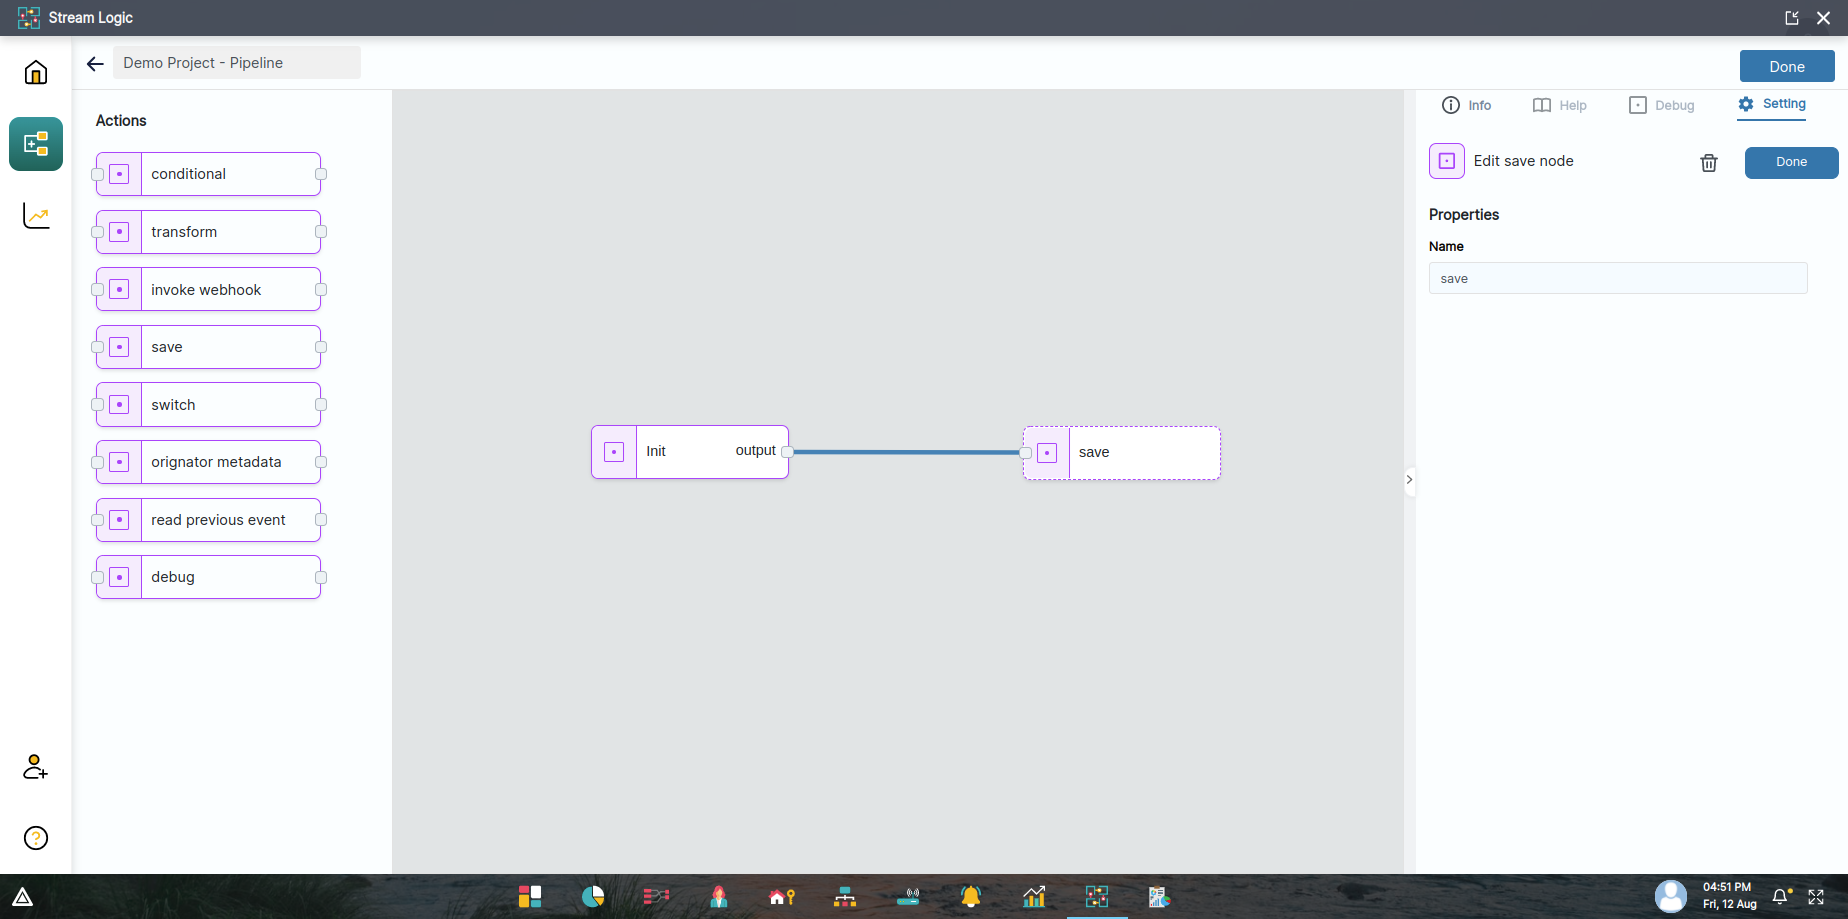 Stream Logic
Demo Project - Pipeline
Done
Actions
conditional
transform
invoke webhook
save
switch
orignator metadata
read previous event
debug
Init
output
save
Info
Help
Debug
Setting
Edit save node
Done
Properties
Name
save
04:51 PM
Fri, 12 Aug